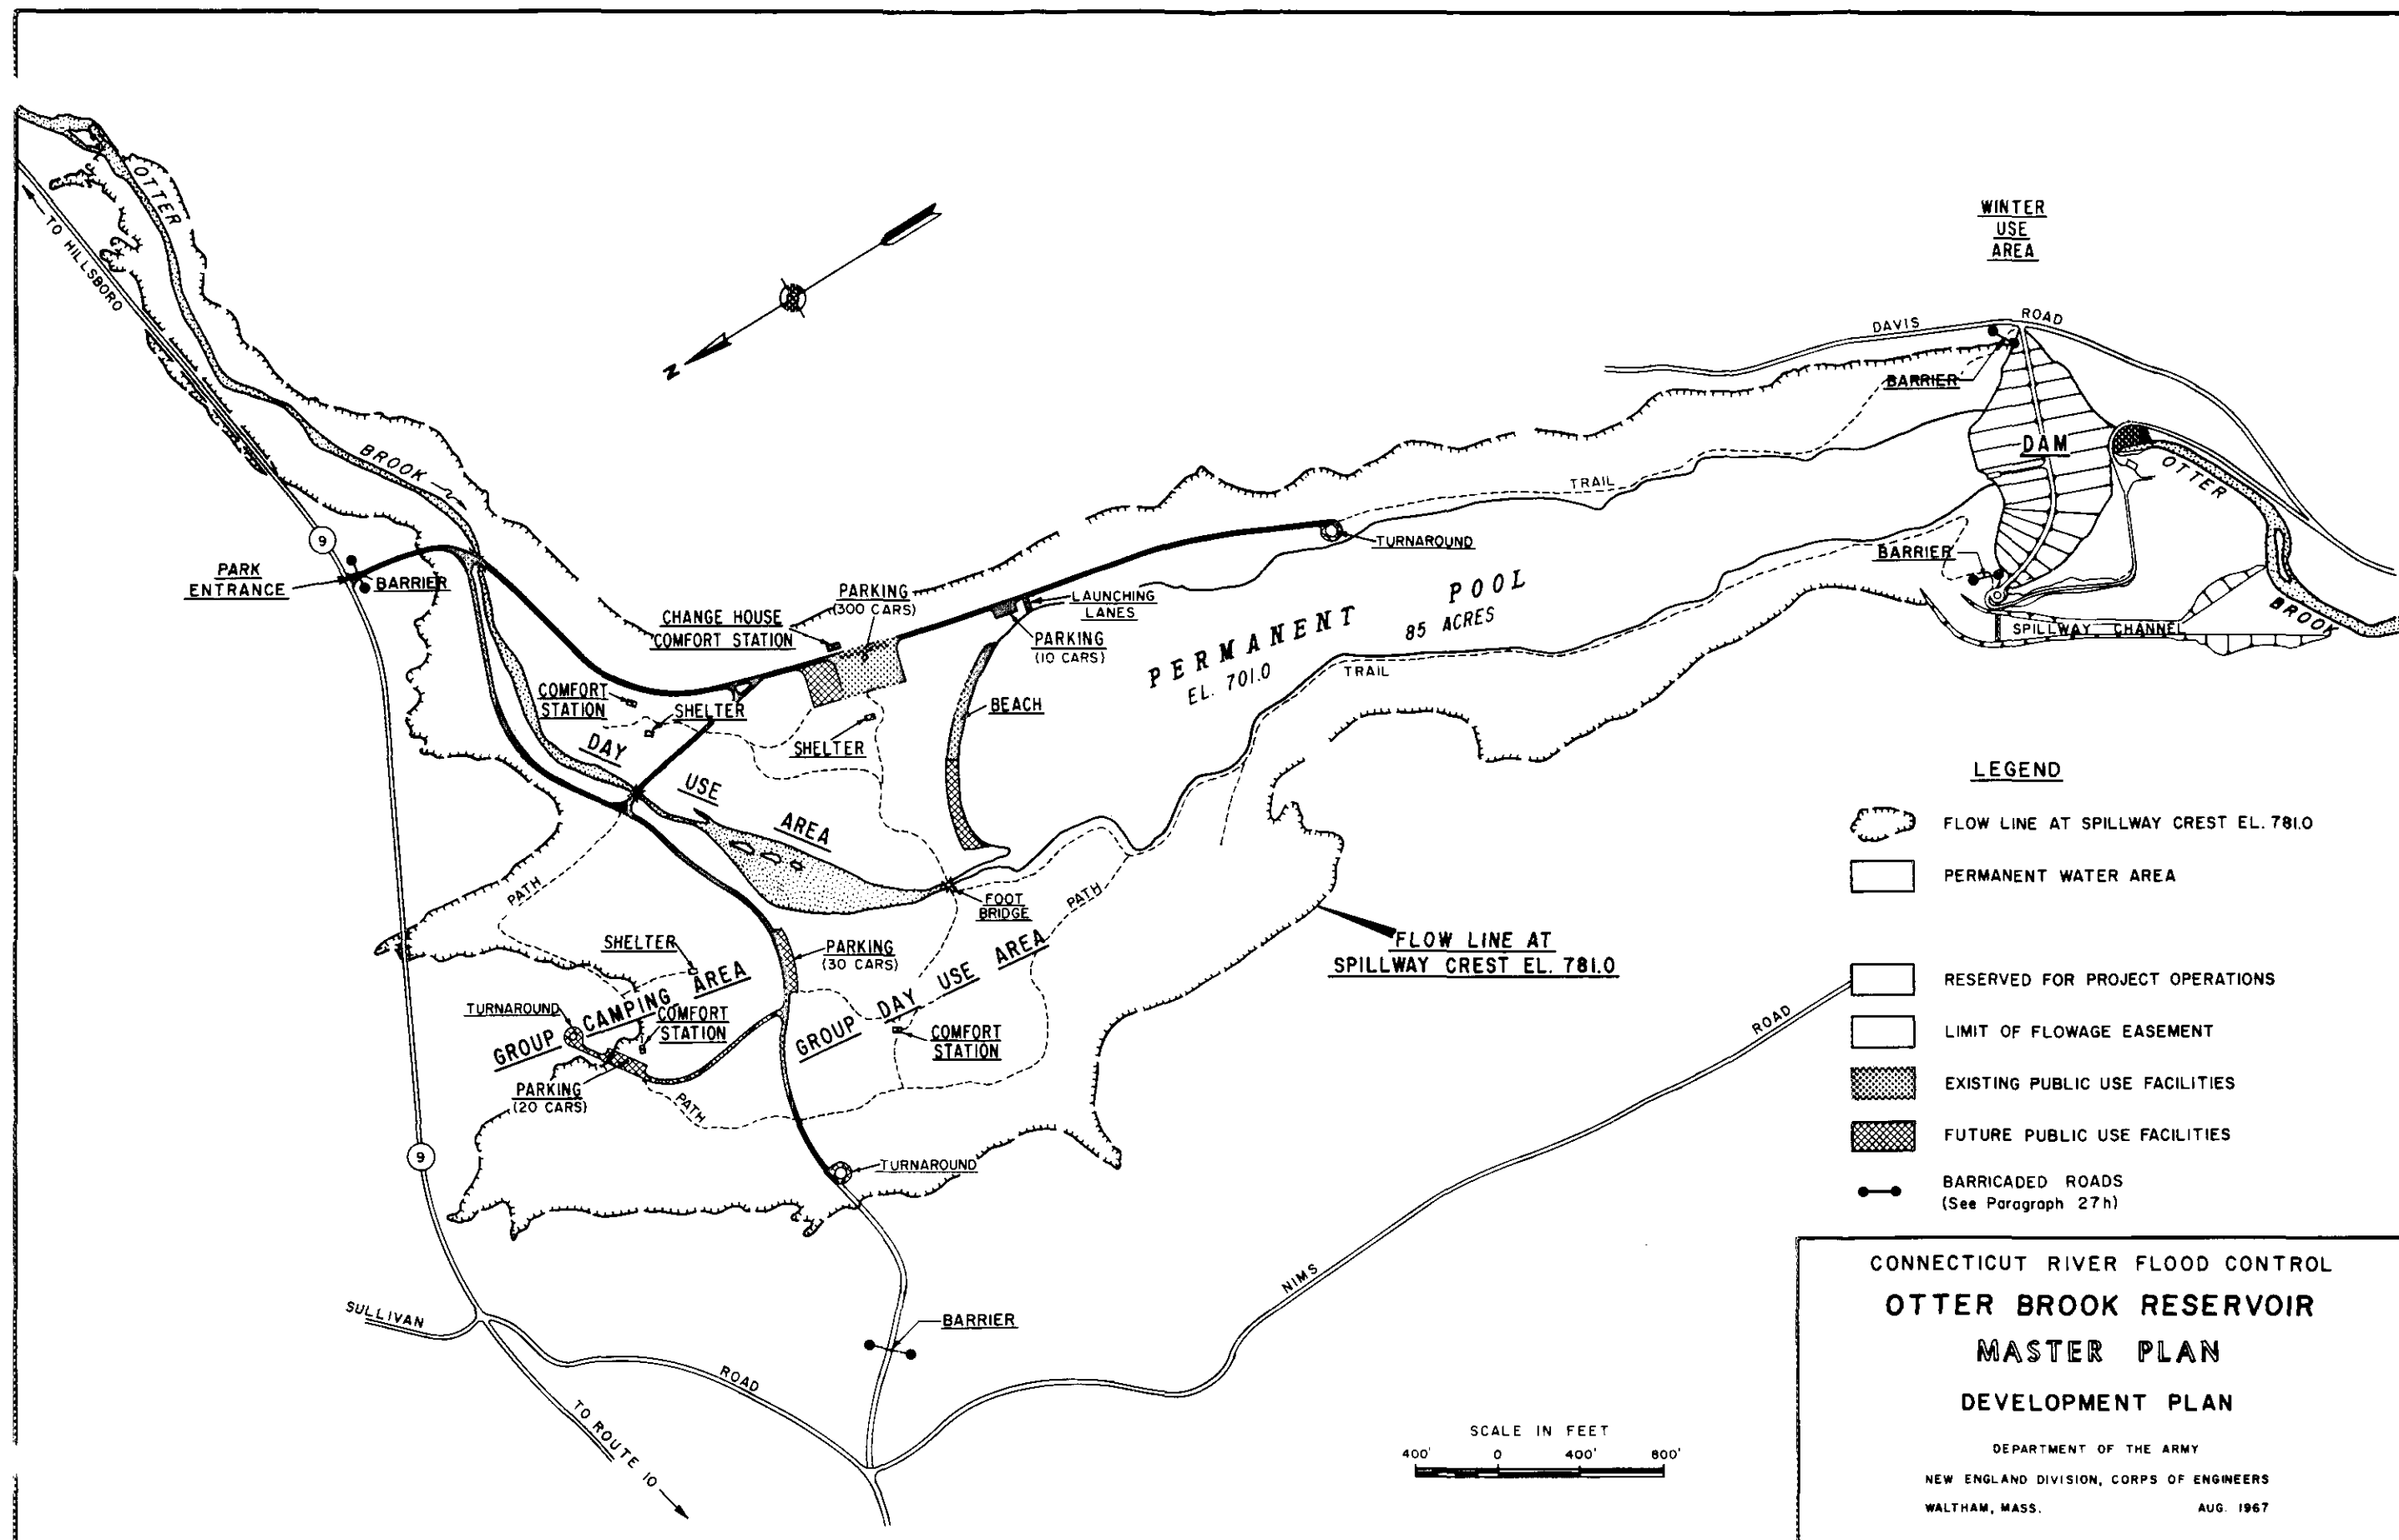 OTTER
TO HILLSBORO
WINTER
USE
AREA
N
DAVIS
ROAD
BARRIER
BROOK
DAM
OTTER
TRAIL
9
TURNAROUND
BARRIER
PARK
ENTRANCE
BARRIER
PARKING
(300 CARS)
LAUNCHING
LANES
POOL
PERMANENT
85 ACRES
EL. 701.0
BROOK
CHANGE HOUSE
COMFORT STATION
PARKING
(10 CARS)
SPILLWAY CHANNEL
TRAIL
COMFORT
STATION
SHELTER
BEACH
DAY
SHELTER
USE
AREA
LEGEND
FLOW LINE AT SPILLWAY CREST EL. 781.0
PERMANENT WATER AREA
PATH
FOOT
BRIDGE
PATH
SHELTER
PARKING
(30 CARS)
FLOW LINE AT
SPILLWAY CREST EL. 781.0
RESERVED FOR PROJECT OPERATIONS
GROUP CAMPING AREA
TURNAROUND
COMFORT
STATION
GROUP DAY USE AREA
COMFORT
STATION
ROAD
LIMIT OF FLOWAGE EASEMENT
PARKING
(20 CARS)
PATH
EXISTING PUBLIC USE FACILITIES
FUTURE PUBLIC USE FACILITIES
9
TURNAROUND
BARRICADED ROADS
(See Paragraph 27h)
SULLIVAN
NIMS
BARRIER
ROAD
TO ROUTE 10
SCALE IN FEET
400' 0 400' 800'
CONNECTICUT RIVER FLOOD CONTROL
OTTER BROOK RESERVOIR
MASTER PLAN
DEVELOPMENT PLAN
DEPARTMENT OF THE ARMY
NEW ENGLAND DIVISION, CORPS OF ENGINEERS
WALTHAM, MASS. AUG. 1967